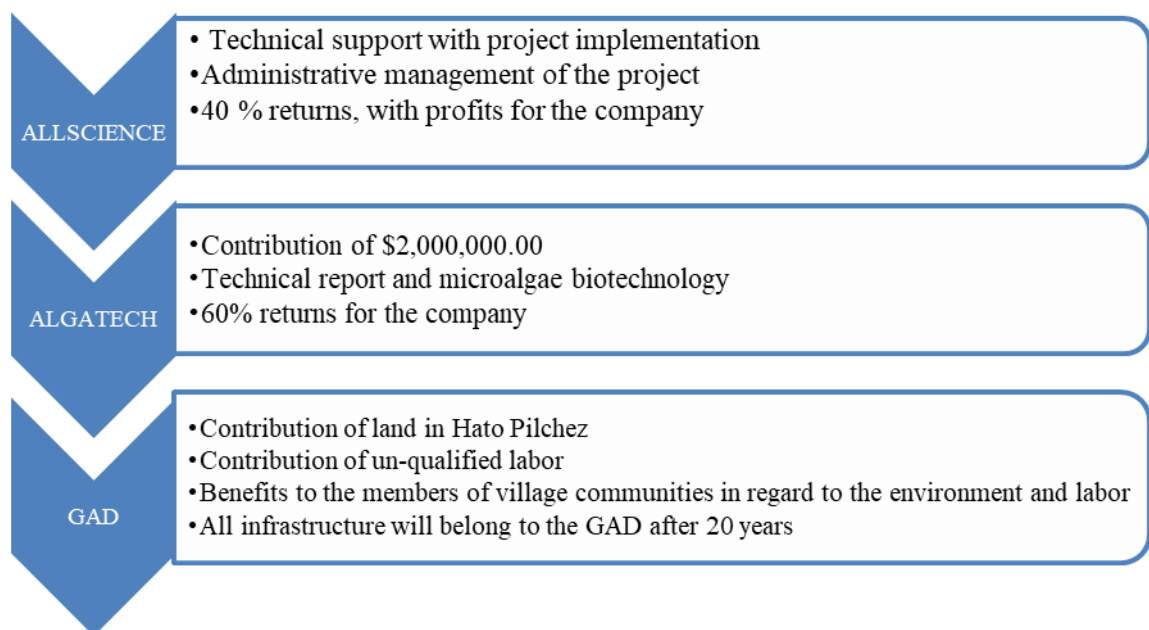 • Technical support with project implementation
•Administrative management of the project
•40 % returns, with profits for the company
ALLSCIENCE
•Contribution of $2,000,000.00
•Technical report and microalgae biotechnology
•60% returns for the company
ALGATECH
•Contribution of land in Hato Pilchez
•Contribution of un-qualified labor
•Benefits to the members of village communities in regard to the environment and labor
•All infrastructure will belong to the GAD after 20 years
GAD